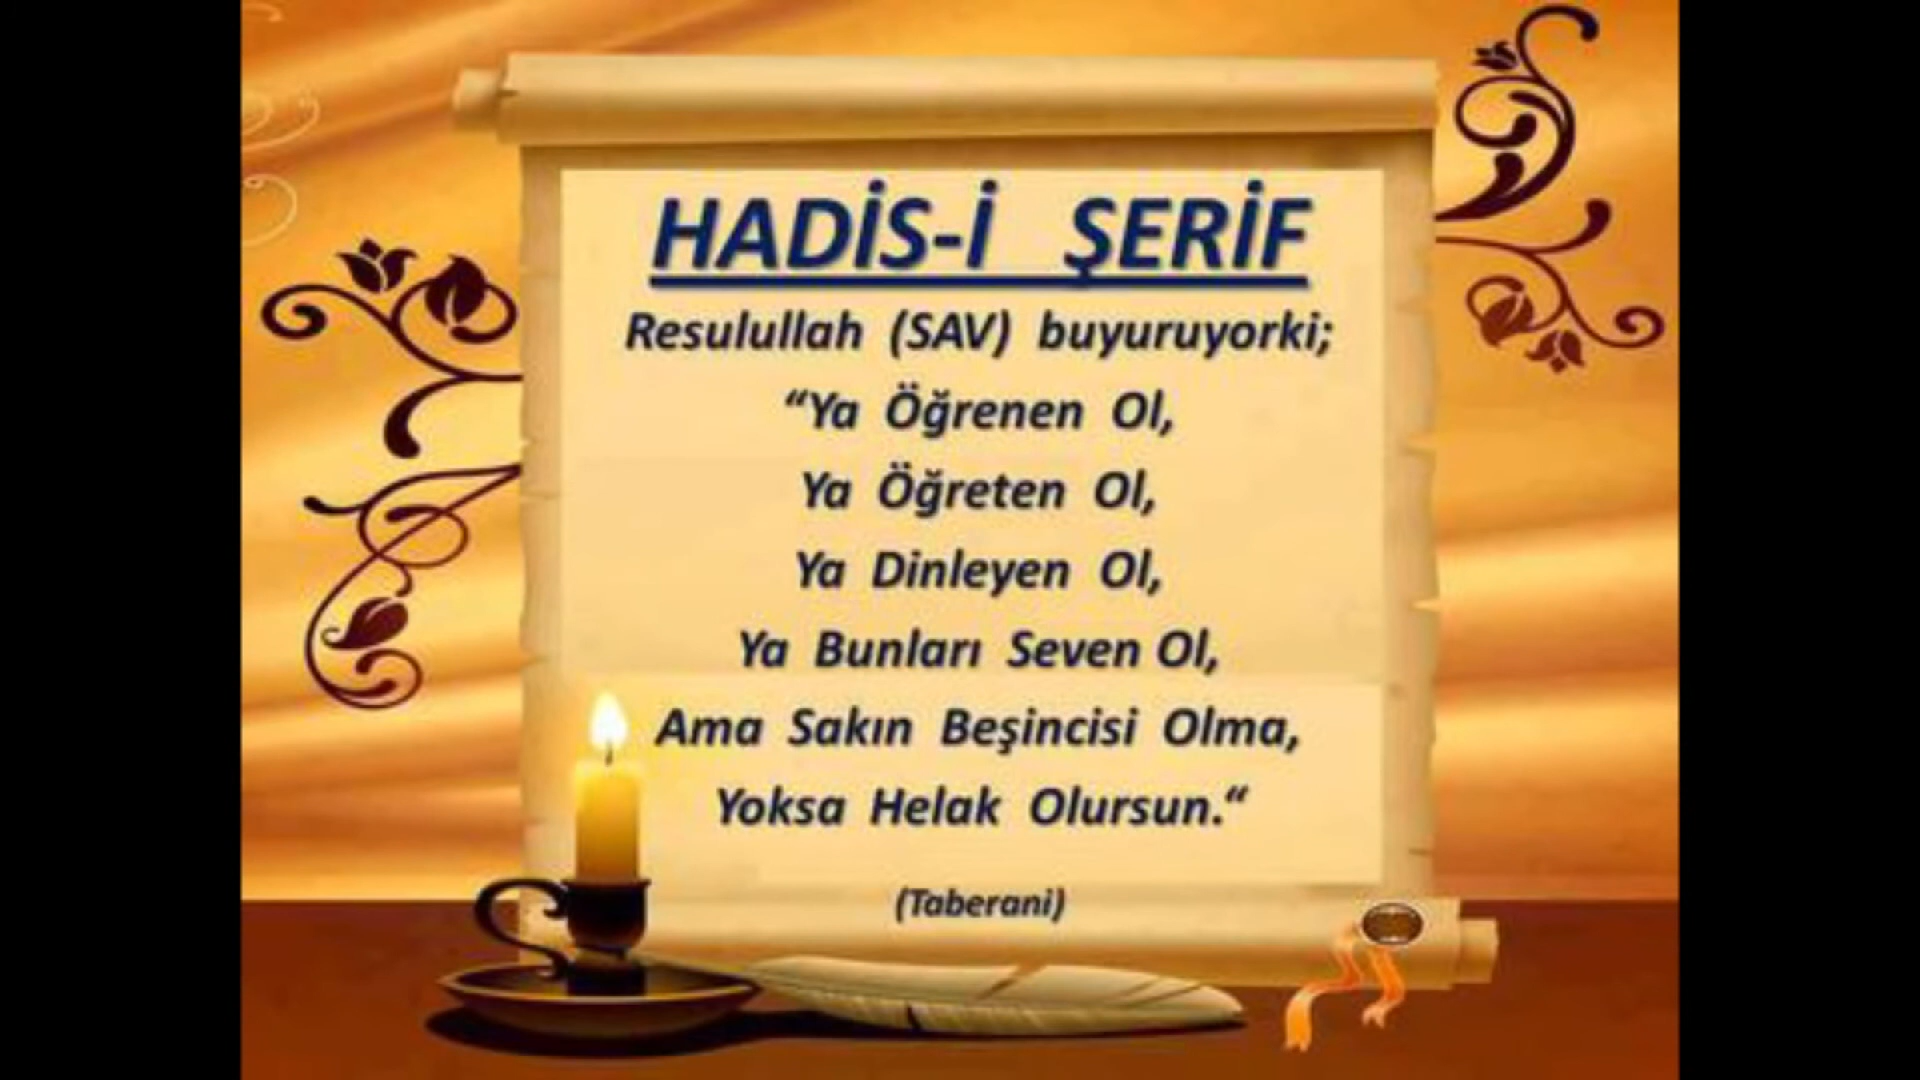 HADİS-İ ŞERİF
Resulullah (SAV) buyuruyorki;
“Ya Öğrenen Ol,
Ya Öğreten Ol,
Ya Dinleyen Ol,
Ya Bunları Seven Ol,
Ama Sakın Beşincisi Olma,
Yoksa Helak Olursun.“
(Taberani)